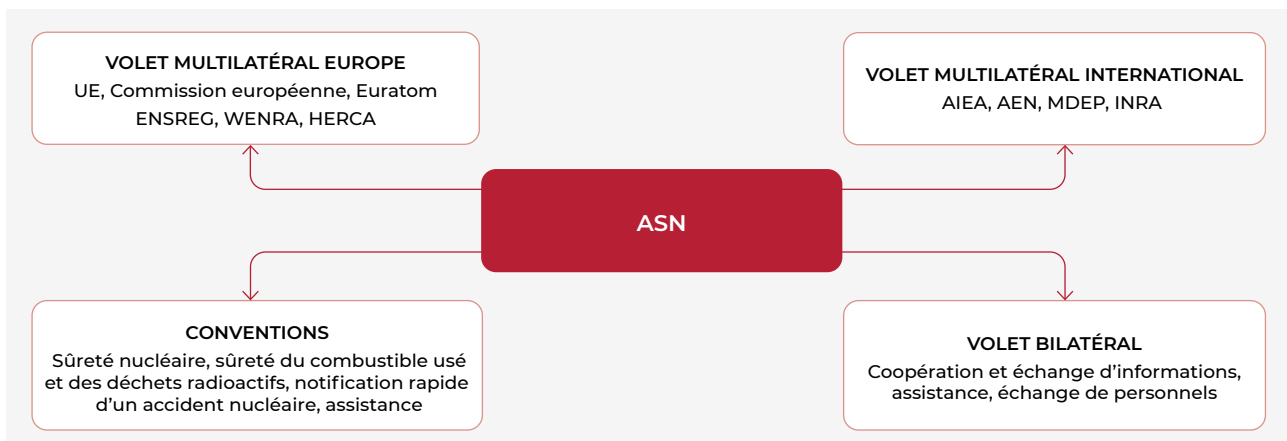 VOLET MULTILATÉRAL EUROPE
UE, Commission européenne, Euratom
ENSREG, WENRA, HERCA
VOLET MULTILATÉRAL INTERNATIONAL
AIEA, AEN, MDEP, INRA
ASN
CONVENTIONS
Sûreté nucléaire, sûreté du combustible usé
et des déchets radioactifs, notification rapide
d’un accident nucléaire, assistance
VOLET BILATÉRAL
Coopération et échange d’informations,
assistance, échange de personnels